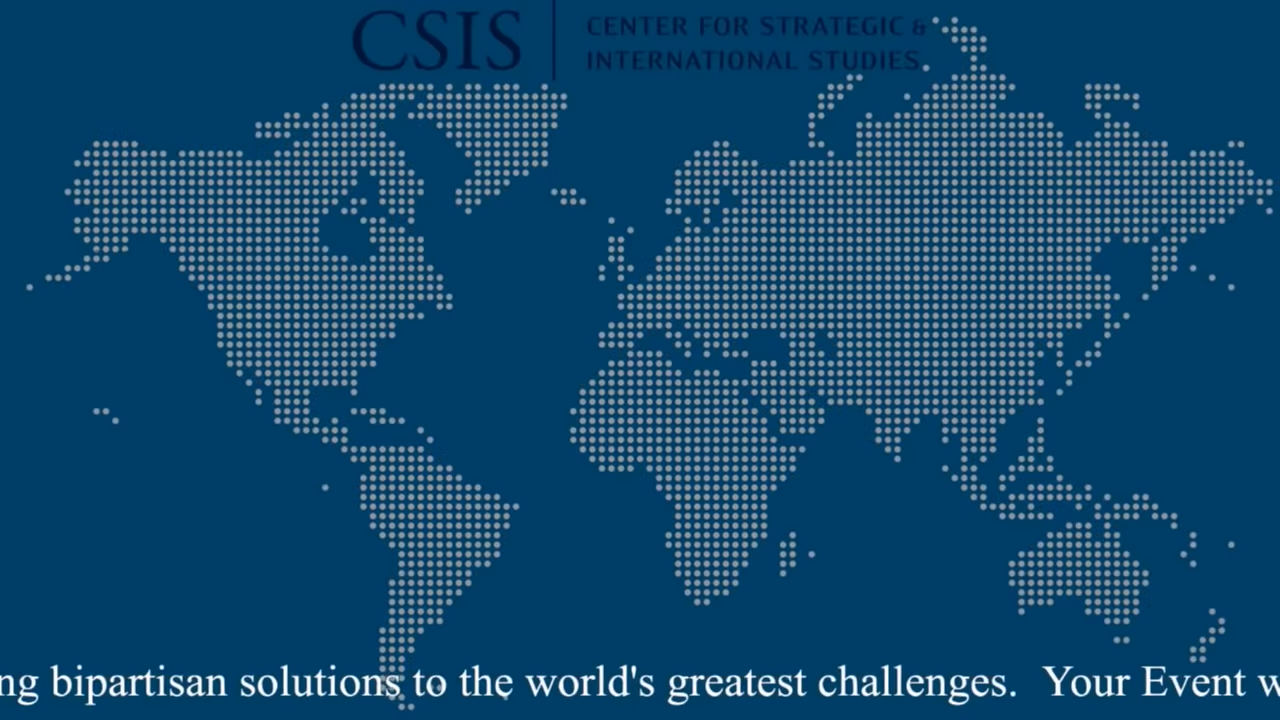 CSIS
CENTER FOR STRATEGIC &
INTERNATIONAL STUDIES
ng bipartisan solutions to the world's greatest challenges. Your Event w